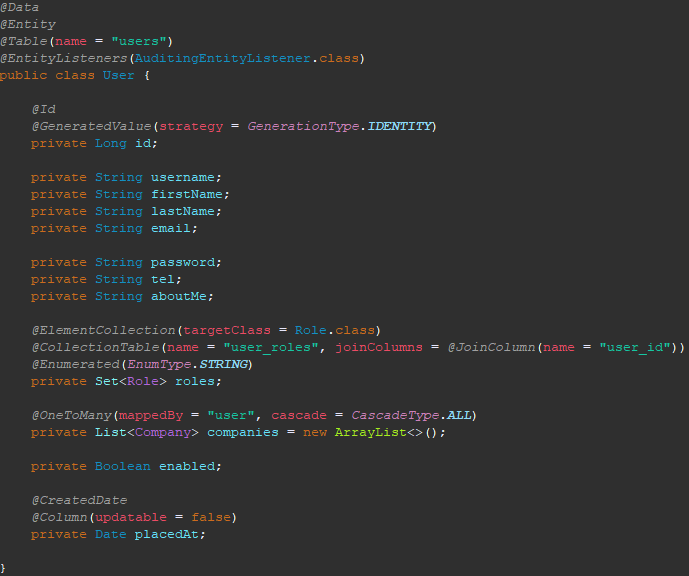 @Data
@Entity
@Table(name = "users")
@EntityListeners(AuditingEntityListener.class)
public class User {
@Id
@GeneratedValue(strategy = GenerationType.IDENTITY)
private Long id;
private String username;
private String firstName;
private String lastName;
private String email;
private String password;
private String tel;
private String aboutMe;
@ElementCollection(targetClass = Role.class)
@CollectionTable(name = "user_roles", joinColumns = @JoinColumn(name = "user_id"))
@Enumerated(EnumType.STRING)
private Set<Role> roles;
@OneToMany(mappedBy = "user", cascade = CascadeType.ALL)
private List<Company> companies = new ArrayList<>();
private Boolean enabled;
@CreatedDate
@Column(updatable = false)
private Date placedAt;
}